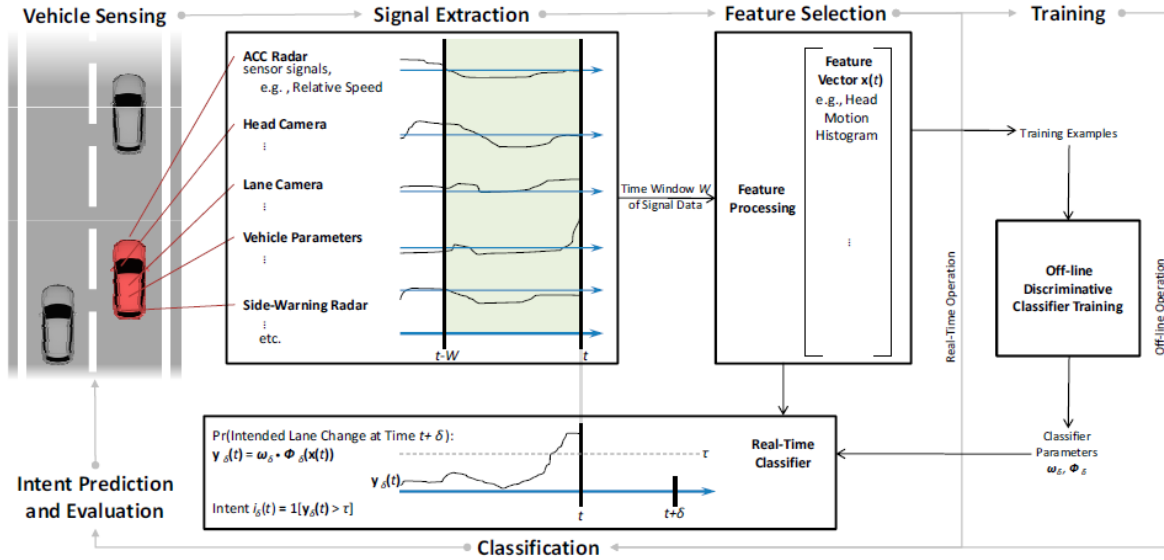 Vehicle Sensing
Signal Extraction
Feature Selection
Training
ACC Radar
sensor signals,
e.g. , Relative Speed
Head Camera
⋮
Lane Camera
⋮
Vehicle Parameters
⋮
Side-Warning Radar
⋮
etc.
t-W
t
Time Window W
of Signal Data
Feature
Processing
Feature
Vector x(t)
e.g., Head
Motion
Histogram
⋮
Real-Time Operation
Training Examples
Off-line
Discriminative
Classifier Training
Off-line Operation
Classifier
Parameters
ω_δ, Φ_δ
Pr(Intended Lane Change at Time t+ δ):
y_δ(t) = ω_δ • Φ_δ(x(t))
τ
y_δ(t)
Intent i_δ(t) = 1[y_δ(t) > τ]
t
t+δ
Real-Time
Classifier
Intent Prediction
and Evaluation
Classification